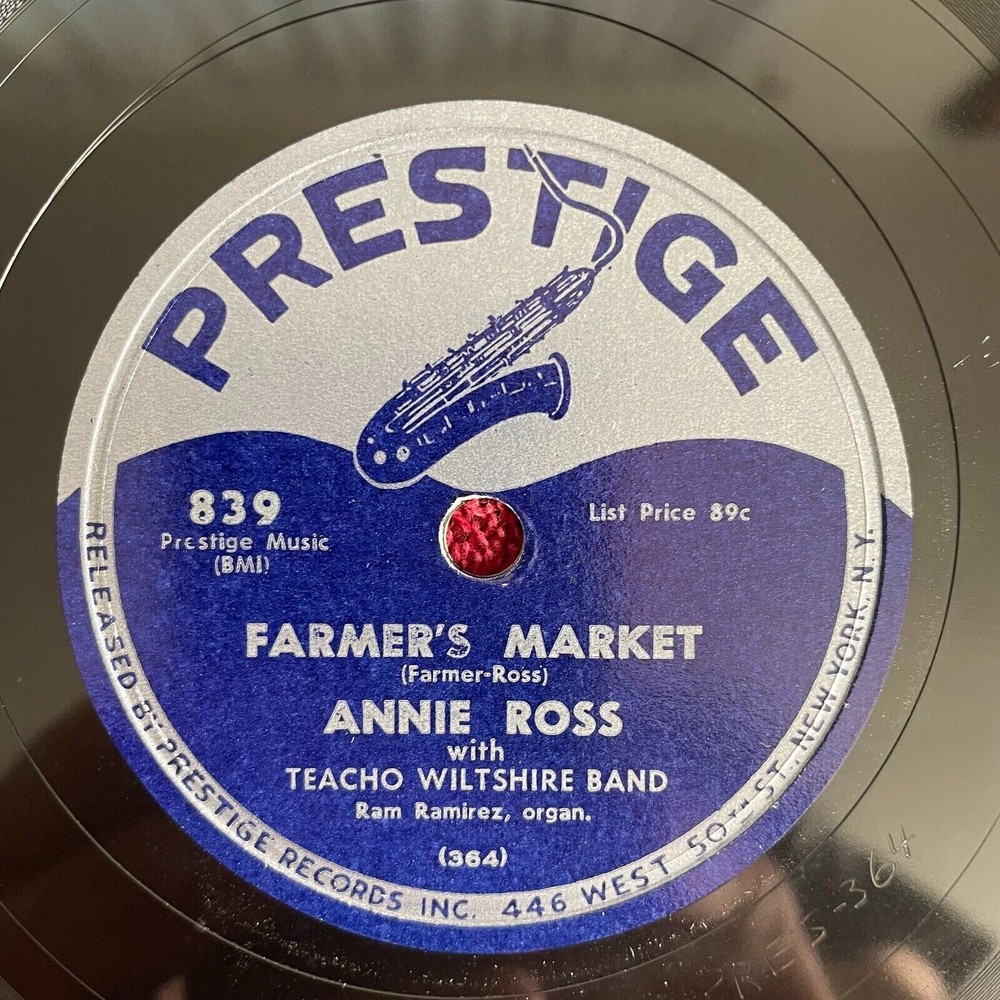 PRESTIGE
839
Prestige Music
(BMI)
List Price 89c
FARMER'S MARKET
(Farmer-Ross)
ANNIE ROSS
with
TEACHO WILTSHIRE BAND
Ram Ramirez, organ.
(364)
RELEASED BY PRESTIGE RECORDS INC. 446 WEST 50TH ST. NEW YORK, N.Y.
364